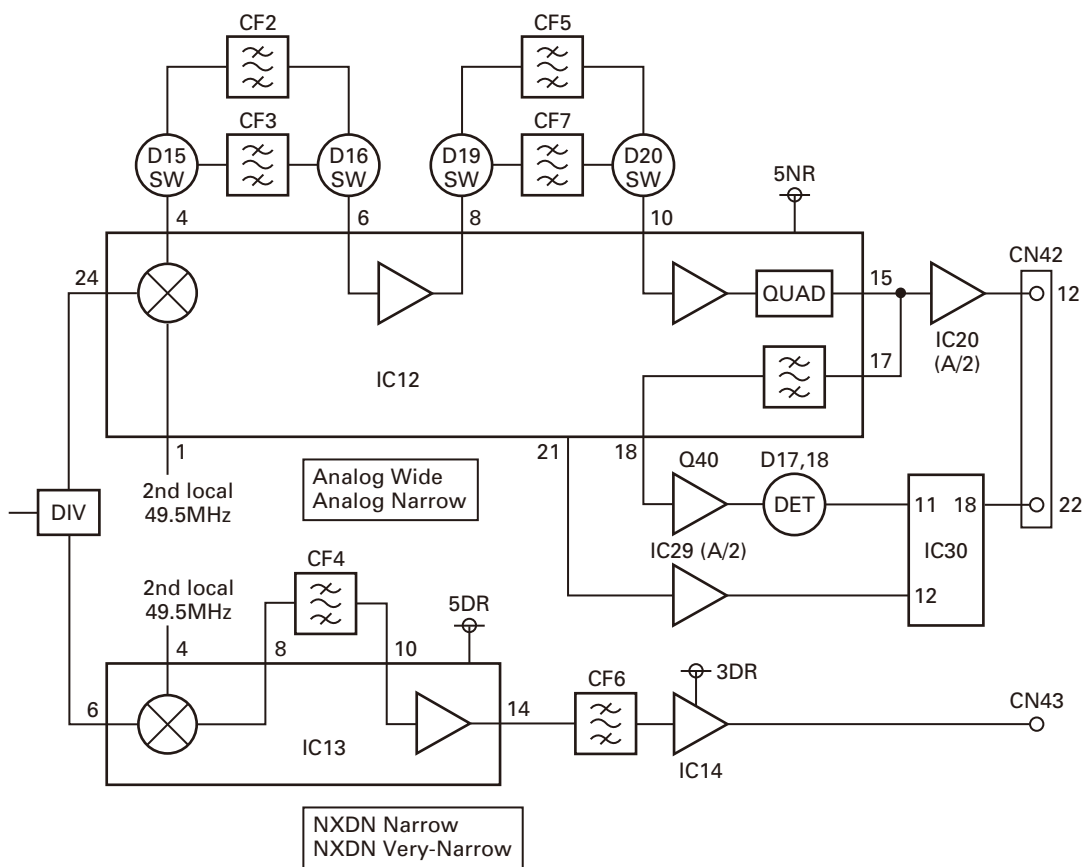 CF2
CF5
CF3
CF7
D15
SW
D16
SW
D19
SW
D20
SW
5NR
4
6
8
10
CN42
24
QUAD
15
12
IC20
(A/2)
IC12
17
1
21
18
Q40
D17,18
2nd local
49.5MHz
Analog Wide
Analog Narrow
DIV
DET
11
18
22
IC29 (A/2)
IC30
CF4
12
2nd local
49.5MHz
5DR
4
8
10
CF6
3DR
CN43
6
14
IC13
IC14
NXDN Narrow
NXDN Very-Narrow